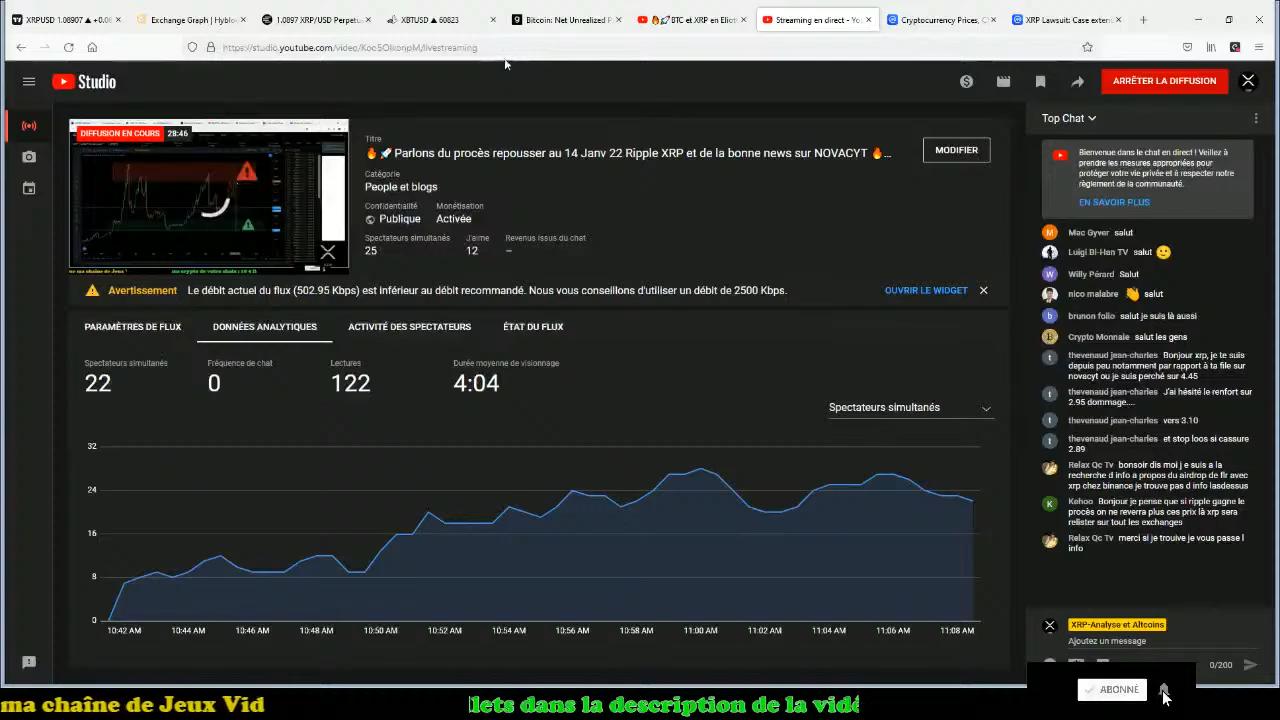 XRPUSD 1.08907 ▲ +0.0
Exchange Graph | Hybloc
1.0897 XRP/USD Perpetu
XBTUSD ▲ 60823
Bitcoin: Net Unrealized P
🔥🚀BTC et XRP en Elliot
Streaming en direct - Yo
Cryptocurrency Prices, C
XRP Lawsuit: Case exten
https://studio.youtube.com/video/Koo5OlkonpM/livestreaming
Studio
ARRÊTER LA DIFFUSION
DIFFUSION EN COURS 28:46
Titre
🔥🚀 Parlons du procès repousser au 14 Janv 22 Ripple XRP et de la bonne news sur NOVACYT 🔥...
MODIFIER
Catégorie
People et blogs
Confidentialité Monétisation
Publique Activée
Spectateurs simultanés J'aime Revenus issus du chat
25 12 –
Avertissement Le débit actuel du flux (502.95 Kbps) est inférieur au débit recommandé. Nous vous conseillons d'utiliser un débit de 2500 Kbps.
OUVRIR LE WIDGET
PARAMÈTRES DE FLUX DONNÉES ANALYTIQUES ACTIVITÉ DES SPECTATEURS ÉTAT DU FLUX
Spectateurs simultanés Fréquence de chat Lectures Durée moyenne de visionnage
22 0 122 4:04
Spectateurs simultanés
32
24
16
8
0
10:42 AM 10:44 AM 10:46 AM 10:48 AM 10:50 AM 10:52 AM 10:54 AM 10:56 AM 10:58 AM 11:00 AM 11:02 AM 11:04 AM 11:06 AM 11:08 AM
Top Chat
Bienvenue dans le chat en direct ! Veillez à
prendre les mesures appropriées pour
protéger votre vie privée et à respecter notre
règlement de la communauté.
EN SAVOIR PLUS
Mac Gyver salut
Luigi Bi-Han TV salut 🙂
Willy Pérard Salut
nico malabre 👋 salut
brunon folio salut je suis là aussi
Crypto Monnaie salut les gens
thevenaud jean-charles Bonjour xrp, je te suis
depuis peu notamment par rapport à ta file sur
novacyt ou je suis perché sur 4.45
thevenaud jean-charles J'ai hésité le renfort sur
2.95 dommage....
thevenaud jean-charles vers 3.10
thevenaud jean-charles et stop loos si cassure
2.89
Relax Qc Tv bonsoir dis moi j e suis a la
recherche d info a propos du airdrop de flr avec
xrp chez binance je trouve pas d info lasdessus
Kehoo Bonjour je pense que si ripple gagne le
procès on ne reverra plus ces prix là xrp sera
relister sur tout les exchanges
Relax Qc Tv merci si je trouive je vous passe l
info
XRP-Analyse et Altcoins
Ajoutez un message
0/200
ABONNÉ
ma chaîne de Jeux Vid
lets dans la description de la vidé